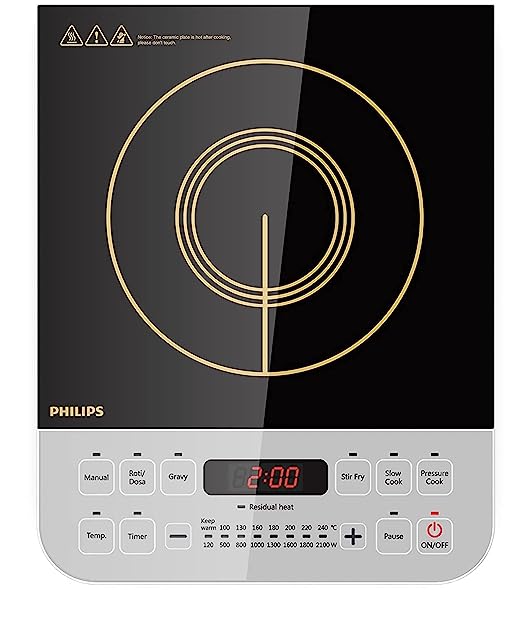 Notice: The ceramic plate is hot after cooking,
please don't touch.
PHILIPS
Manual
Roti/
Dosa
Gravy
2:00
Stir Fry
Slow
Cook
Pressure
Cook
Residual heat
Temp.
Timer
−
Keep
warm 100 130 160 180 200 220 240 °C
120 500 800 1000 1300 1600 1800 2100 W
+
Pause
ON/OFF